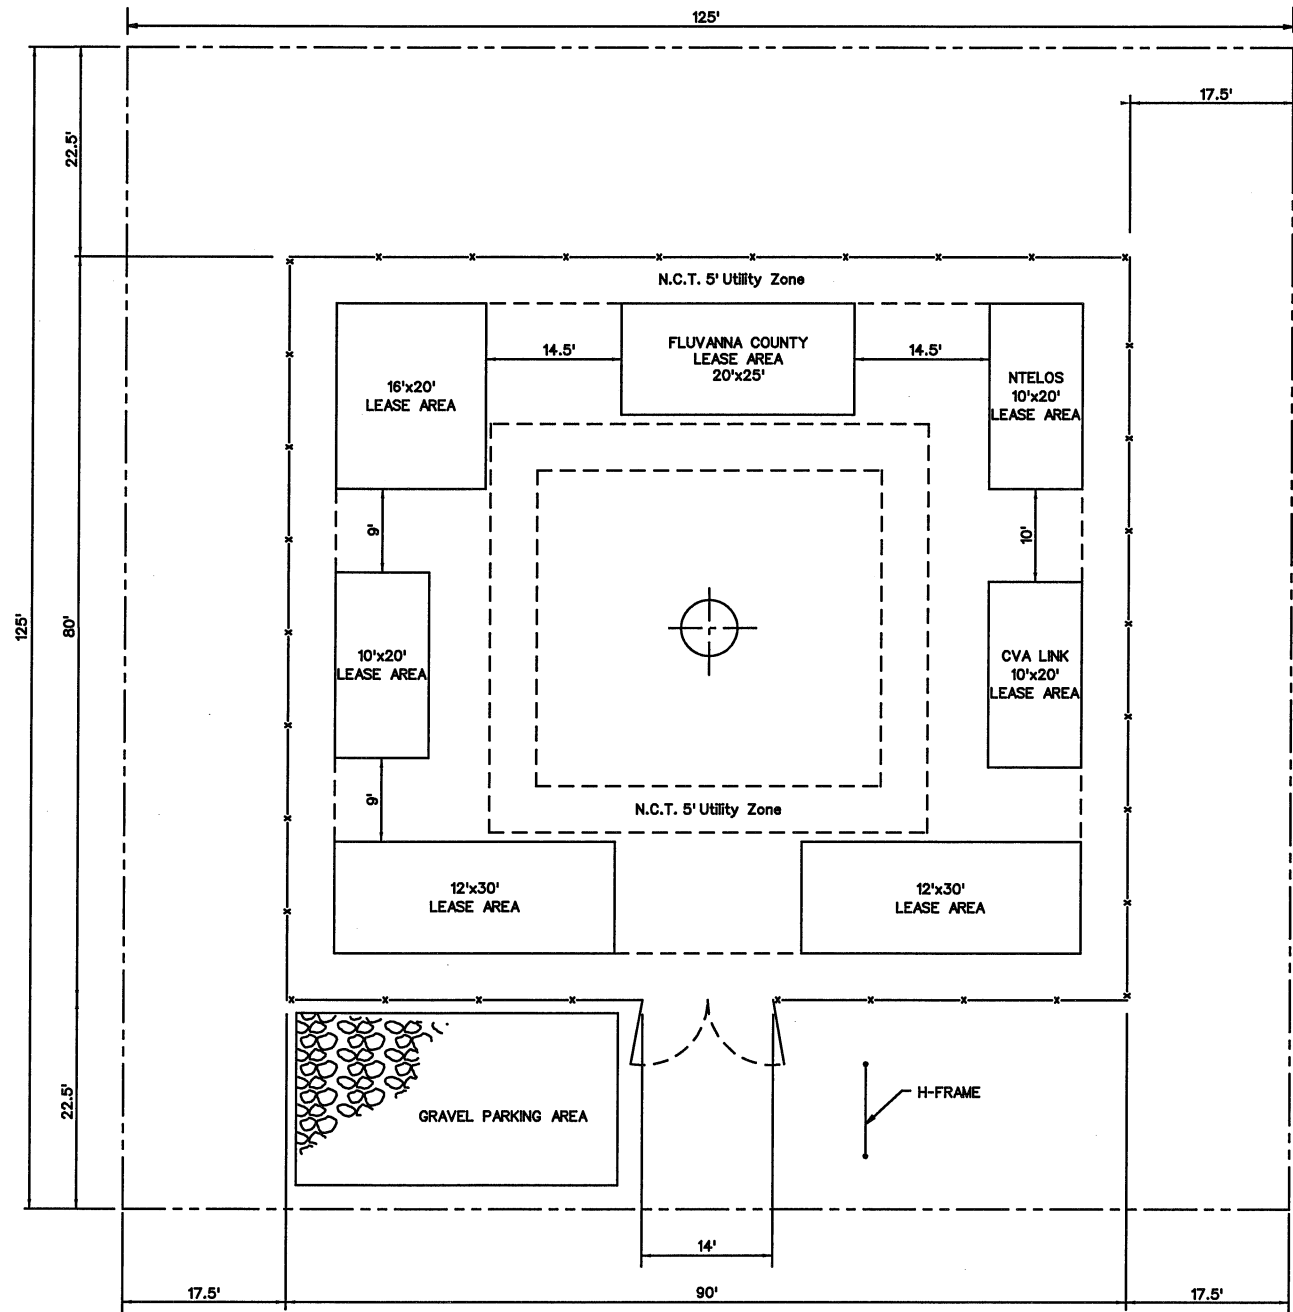 125'
17.5'
22.5'
N.C.T. 5' Utility Zone
14.5'
FLUVANNA COUNTY
LEASE AREA
20'x25'
14.5'
16'x20'
LEASE AREA
NTELOS
10'x20'
LEASE AREA
9'
10'
125'
80'
10'x20'
LEASE AREA
CVA LINK
10'x20'
LEASE AREA
9'
N.C.T. 5' Utility Zone
12'x30'
LEASE AREA
12'x30'
LEASE AREA
22.5'
GRAVEL PARKING AREA
H-FRAME
14'
17.5'
90'
17.5'